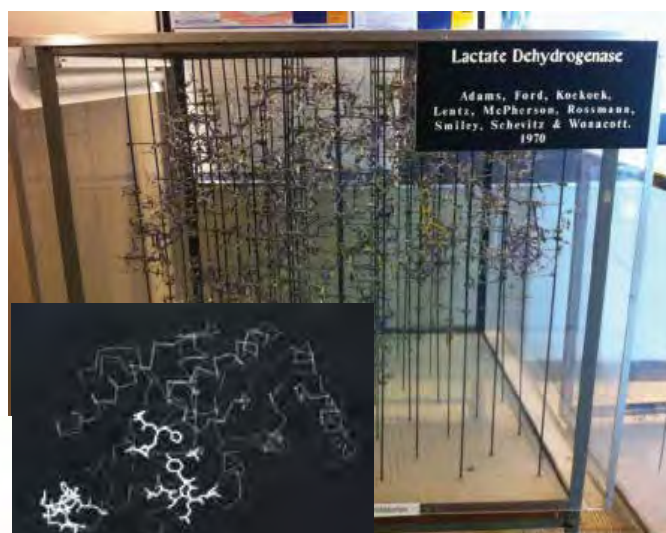 Lactate Dehydrogenase
Adams, Ford, Koekoek,
Lentz, McPherson, Rossmann,
Smiley, Schevitz & Wonacott.
1970